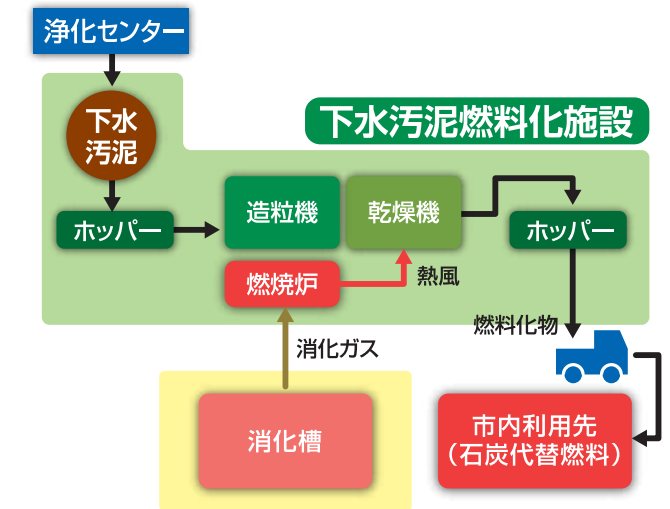 浄化センター
下水汚泥燃料化施設
下水
汚泥
ホッパー
造粒機
乾燥機
ホッパー
燃焼炉
熱風
燃料化物
消化ガス
消化槽
市内利用先
（石炭代替燃料）